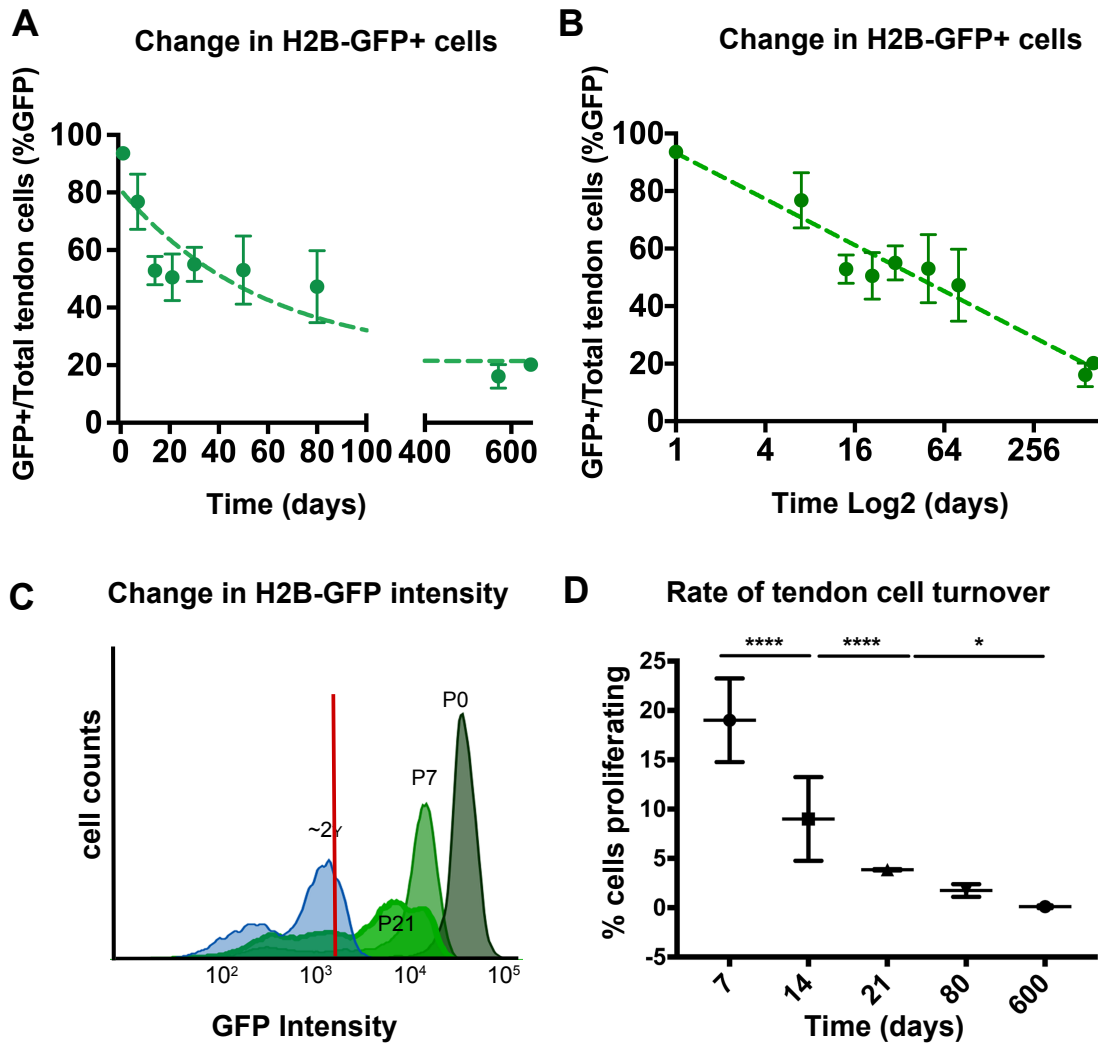 A
Change in H2B-GFP+ cells
GFP+/Total tendon cells (%GFP)
100
80
60
40
20
0
0 20 40 60 80 100 400 600
Time (days)
B
Change in H2B-GFP+ cells
GFP+/Total tendon cells (%GFP)
100
80
60
40
20
0
1 4 16 64 256
Time Log2 (days)
C
Change in H2B-GFP intensity
cell counts
P0
P7
~2Y
P21
10² 10³ 10⁴ 10⁵
GFP Intensity
D
Rate of tendon cell turnover
**** **** *
% cells proliferating
25
20
15
10
5
0
-5
7 14 21 80 600
Time (days)